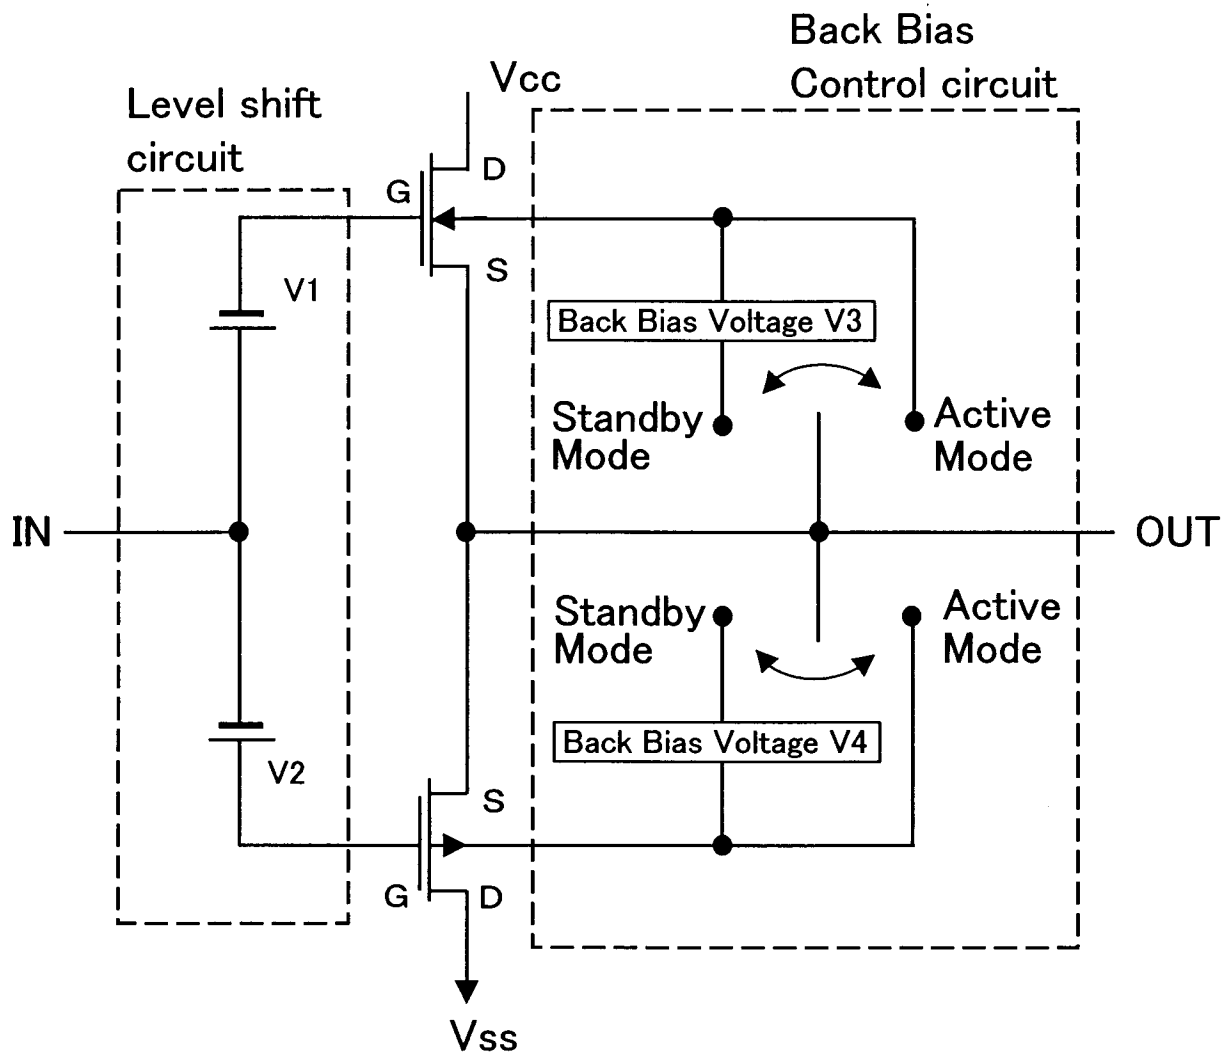 Back Bias
Control circuit
Vcc
Level shift
circuit
D
G
S
V1
Back Bias Voltage V3
Standby
Mode
Active
Mode
IN
OUT
Standby
Mode
Active
Mode
Back Bias Voltage V4
V2
S
G
D
Vss